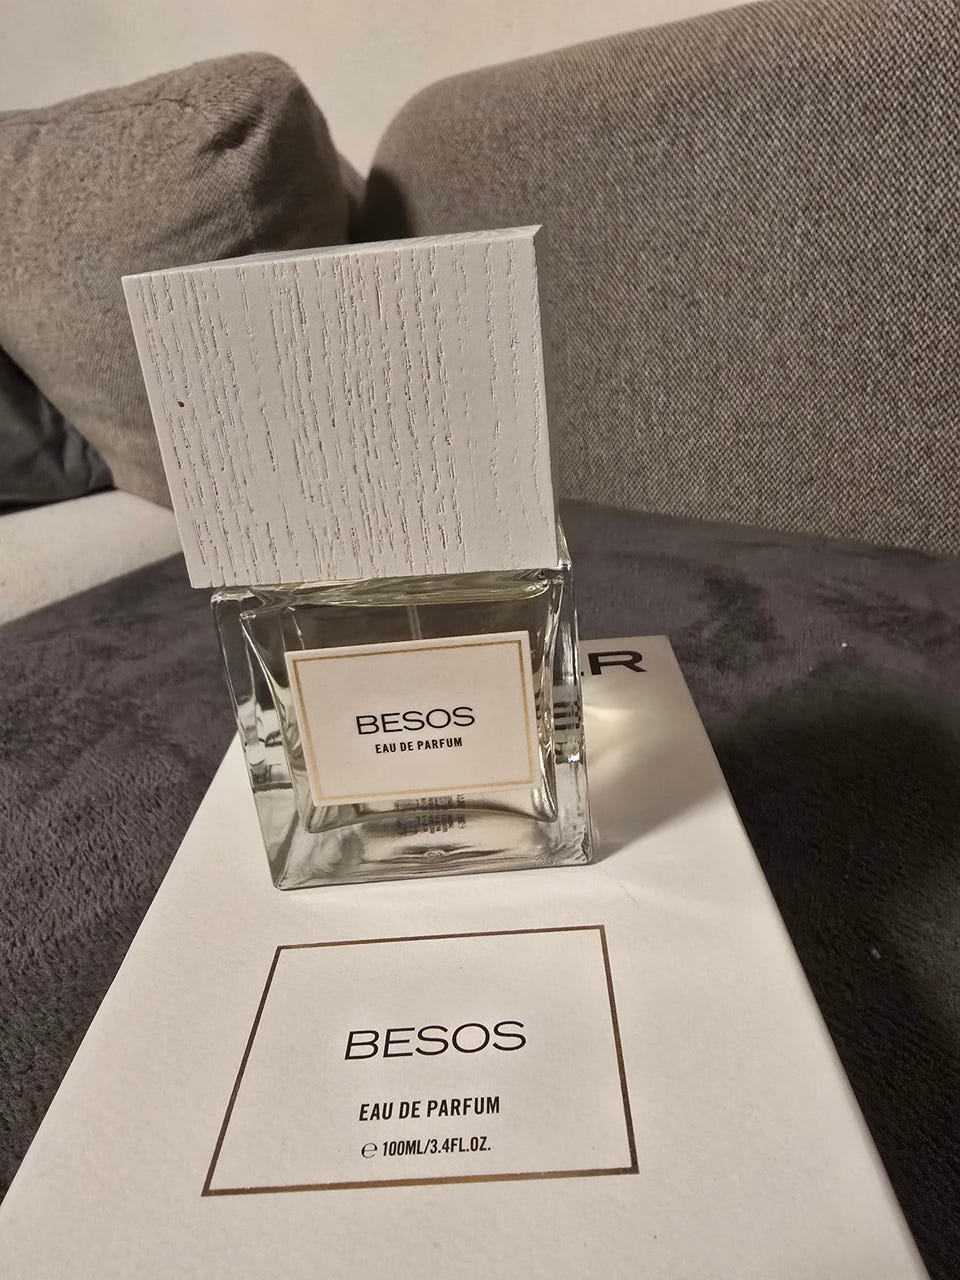 BESOS
EAU DE PARFUM
BESOS
EAU DE PARFUM
℮ 100ML/3.4FL.OZ.